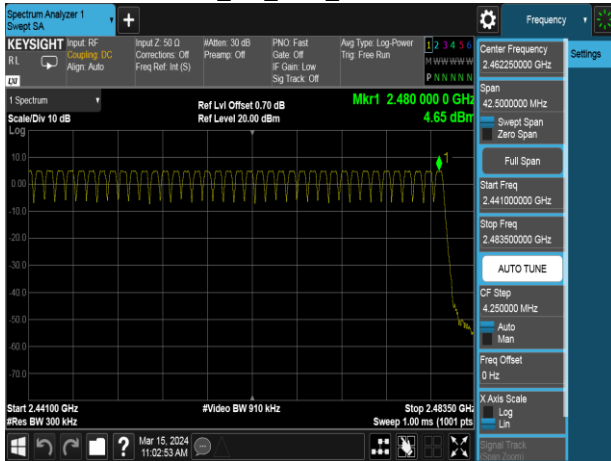 Spectrum Analyzer 1
Swept SA
+
Frequency
KEYSIGHT
RL
LXI
Input: RF
Coupling: DC
Align: Auto
Input Z: 50 Ω
Corrections: Off
Freq Ref: Int (S)
#Atten: 30 dB
Preamp: Off
PNO: Fast
Gate: Off
IF Gain: Low
Sig Track: Off
Avg Type: Log-Power
Trig: Free Run
1 2 3 4 5 6
M W W W W W
P N N N N N
Center Frequency
2.462250000 GHz
Settings
Span
42.5000000 MHz
Swept Span
Zero Span
Full Span
Start Freq
2.441000000 GHz
Stop Freq
2.483500000 GHz
AUTO TUNE
CF Step
4.250000 MHz
Auto
Man
Freq Offset
0 Hz
X Axis Scale
Log
Lin
Signal Track
(Span Zoom)
1 Spectrum
Scale/Div 10 dB
Log
Ref Lvl Offset 0.70 dB
Ref Level 20.00 dBm
Mkr1 2.480 000 0 GHz
4.65 dBm
1
10.0
0.00
-10.0
-20.0
-30.0
-40.0
-50.0
-60.0
-70.0
Start 2.44100 GHz
#Res BW 300 kHz
#Video BW 910 kHz
Stop 2.48350 GHz
Sweep 1.00 ms (1001 pts
?
Mar 15, 2024
11:02:53 AM